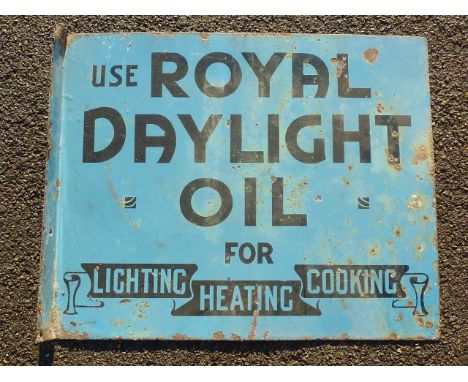 USE ROYAL
DAYLIGHT
OIL
FOR
LIGHTING HEATING COOKING